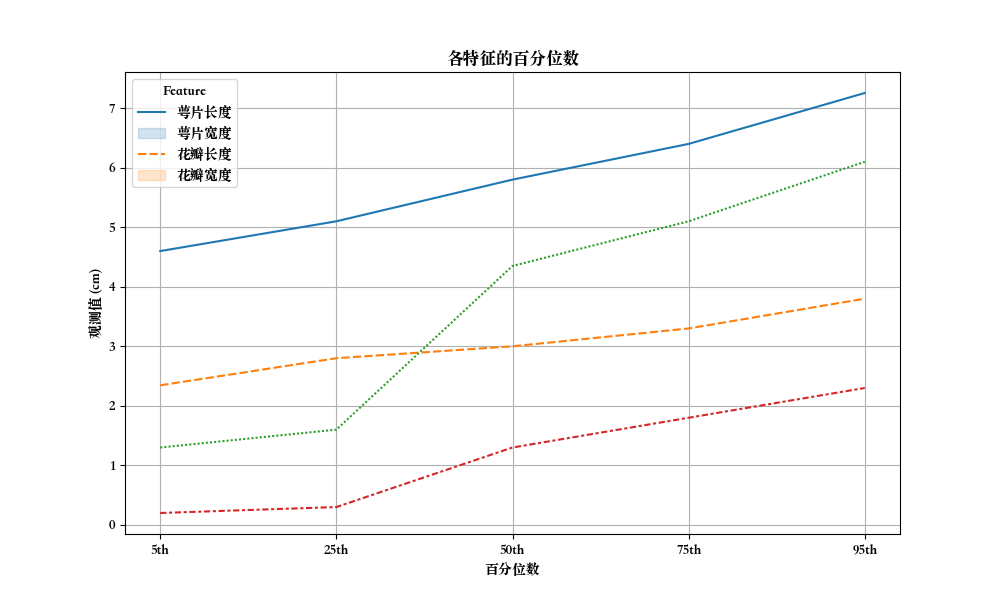 各特征的百分位数
Feature
萼片长度
萼片宽度
花瓣长度
花瓣宽度
观测值 (cm)
7
6
5
4
3
2
1
0
5th
25th
50th
75th
95th
百分位数